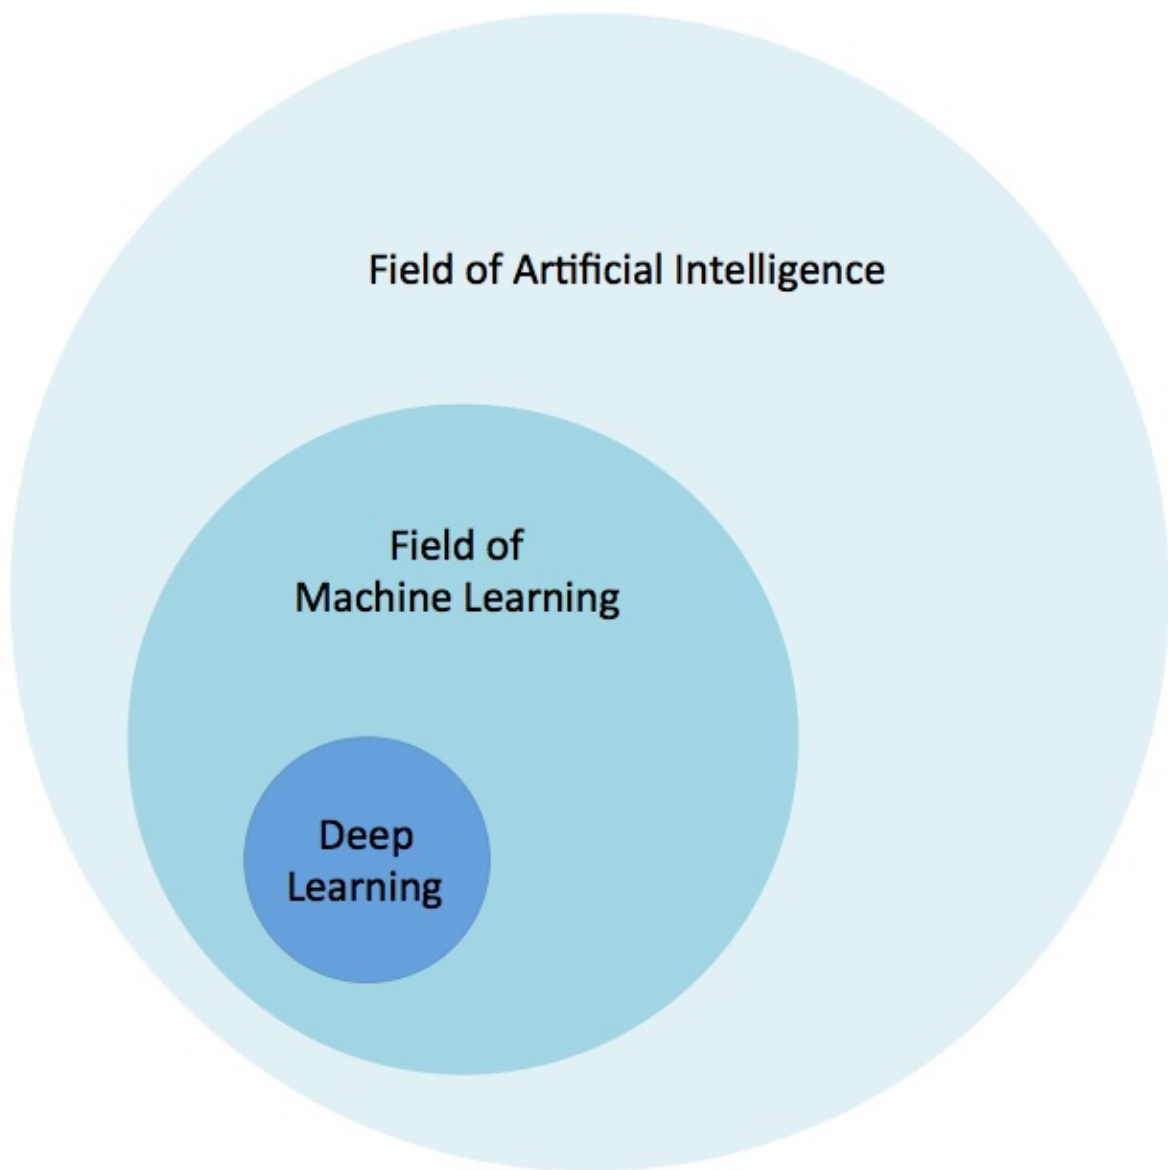 Field of Artificial Intelligence
Field of
Machine Learning
Deep
Learning